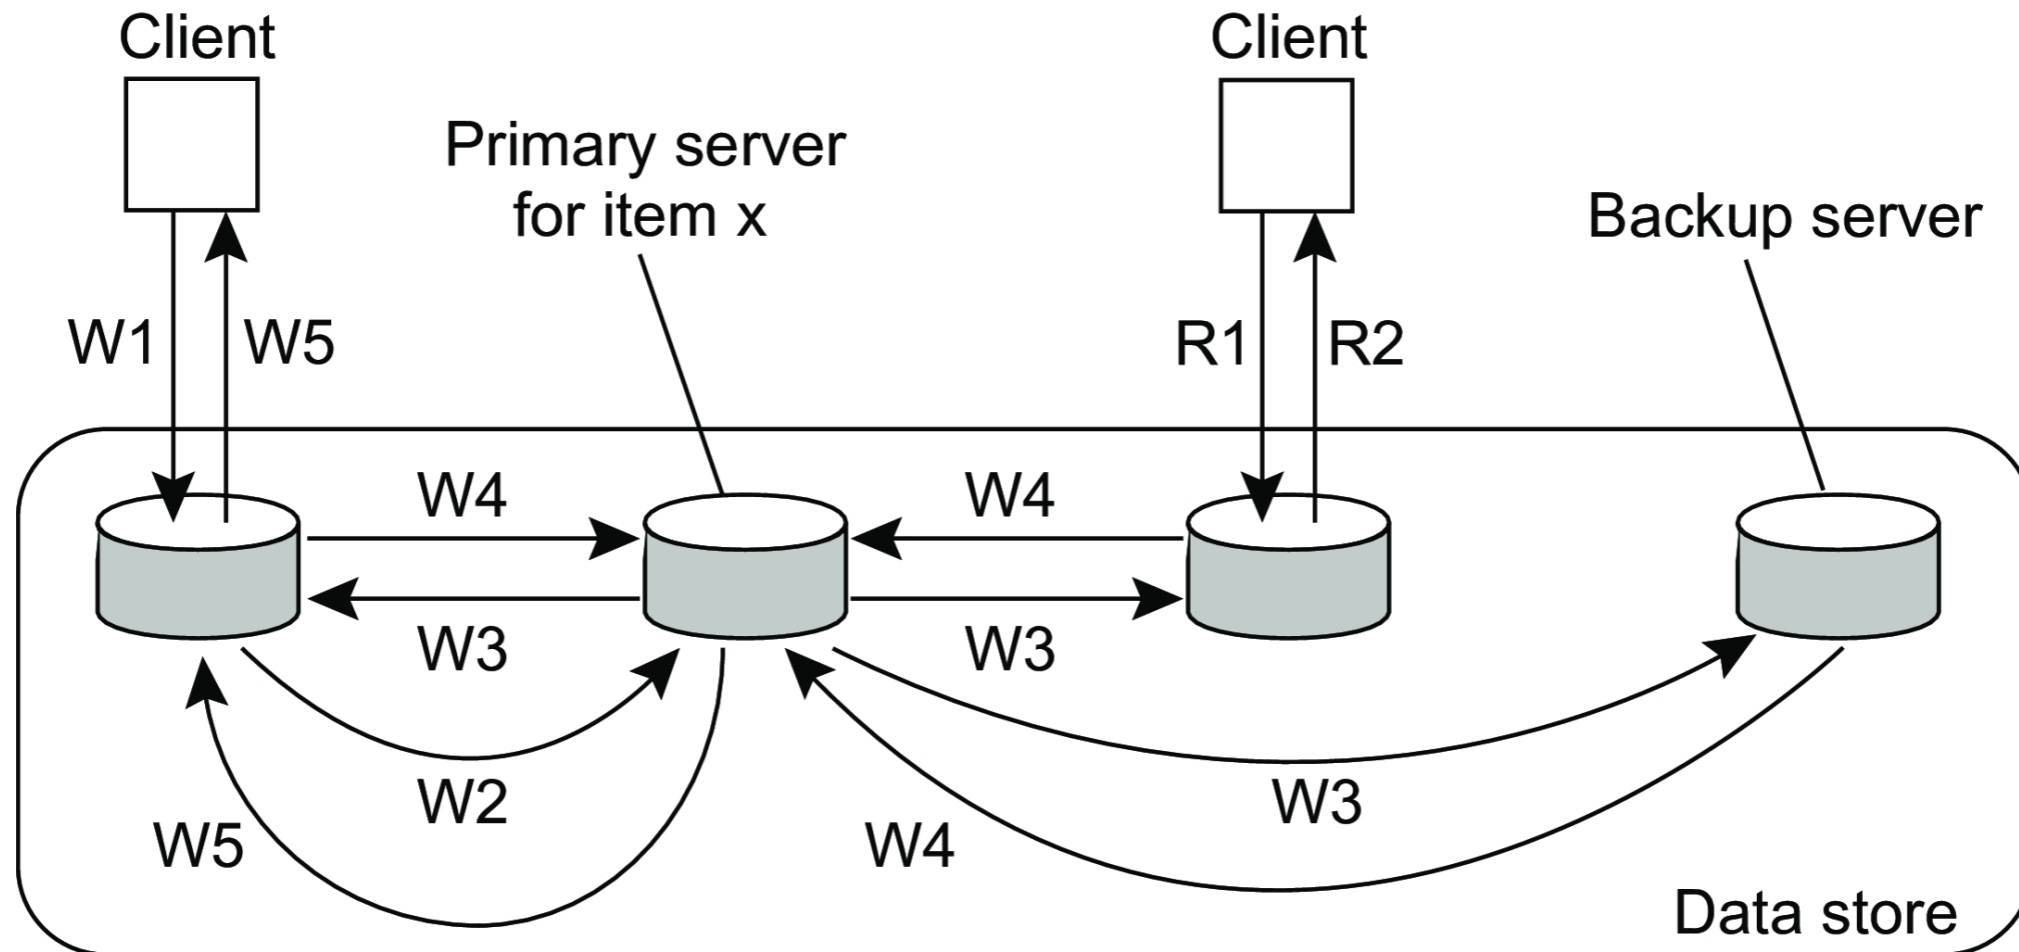 Client
Client
Primary server
for item x
Backup server
W1
W5
R1
R2
W4
W4
W3
W3
W2
W3
W5
W4
Data store